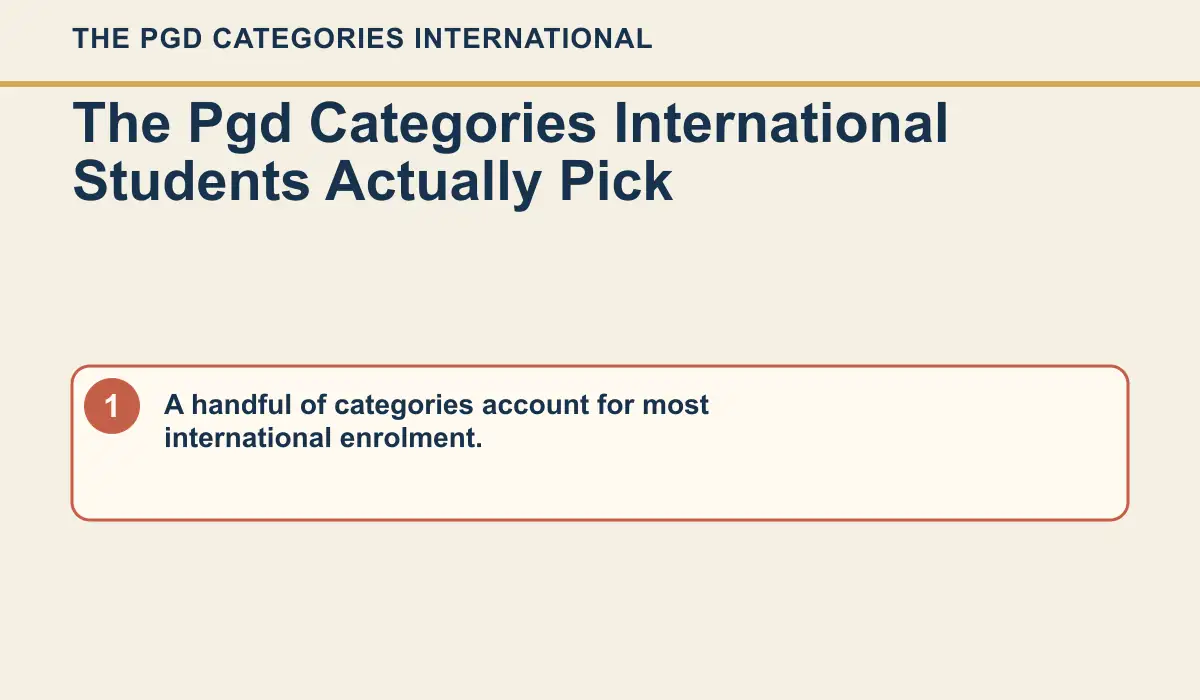 THE PGD CATEGORIES INTERNATIONAL
The Pgd Categories International
Students Actually Pick
1
A handful of categories account for most
international enrolment.